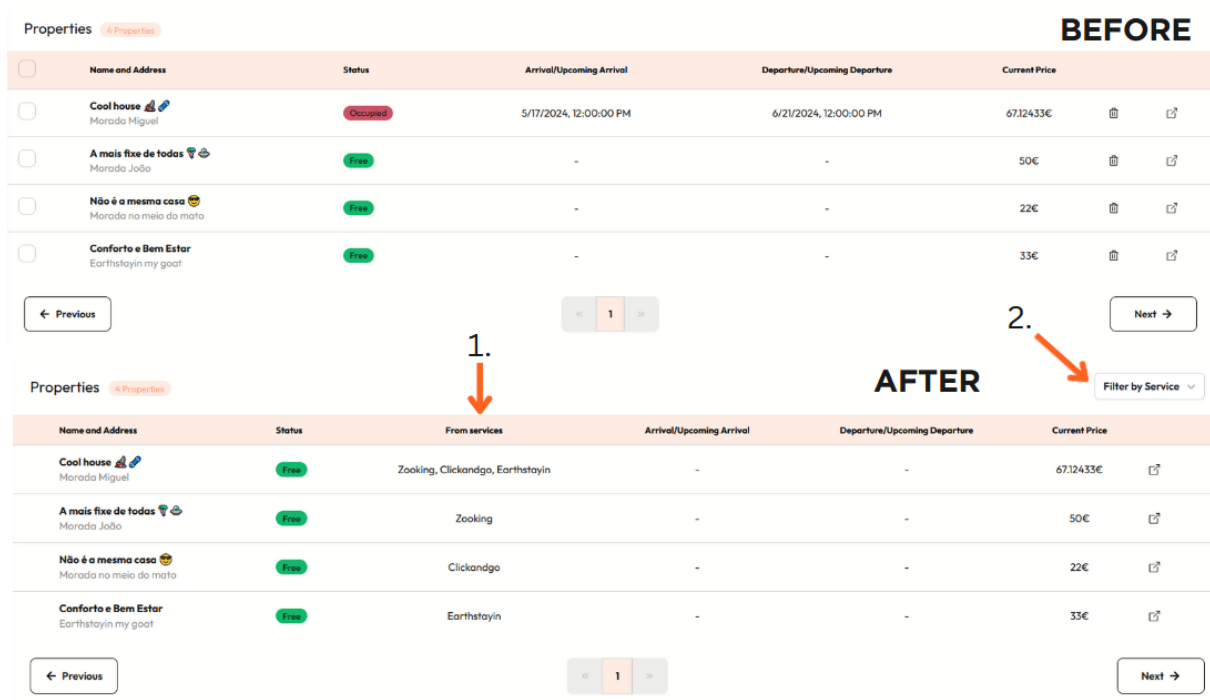 Properties 4 Properties BEFORE
Name and Address Status Arrival/Upcoming Arrival Departure/Upcoming Departure Current Price
Cool house Occupied 5/17/2024, 12:00:00 PM 6/21/2024, 12:00:00 PM 67.12433€
Morada Miguel
A mais fixe de todas Free - - 50€
Morada João
Não é a mesma casa 😎 Free - - 22€
Morada no meio do mato
Conforto e Bem Estar Free - - 33€
Earthstayin my goat
← Previous « 1 » Next →
1. 2.
Properties 4 Properties AFTER Filter by Service
Name and Address Status From services Arrival/Upcoming Arrival Departure/Upcoming Departure Current Price
Cool house Free Zooking, Clickandgo, Earthstayin - - 67.12433€
Morada Miguel
A mais fixe de todas Free Zooking - - 50€
Morada João
Não é a mesma casa 😎 Free Clickandgo - - 22€
Morada no meio do mato
Conforto e Bem Estar Free Earthstayin - - 33€
Earthstayin my goat
← Previous « 1 » Next →